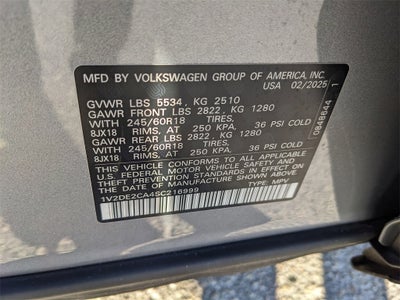 MFD BY VOLKSWAGEN GROUP OF AMERICA, INC.
USA 02/2025
GVWR LBS 5534, KG 2510
GAWR FRONT LBS 2822, KG 1280
WITH 245/60R18
8JX18 RIMS, AT 250 KPA, 36 PSI COLD
GAWR REAR LBS 2822, KG 1280
WITH 245/60R18
8JX18 RIMS, AT 250 KPA, 36 PSI COLD
THIS VEHICLE CONFORMS TO ALL APPLICABLE
FEDERAL MOTOR VEHICLE SAFETY AND
THEFT PREVENTION STANDARDS IN EFFECT
ON THE DATE OF MANUFACTURE SHOWN ABOVE.
1V2DE2CA4SC216999 TYPE: MPV
0848644 1